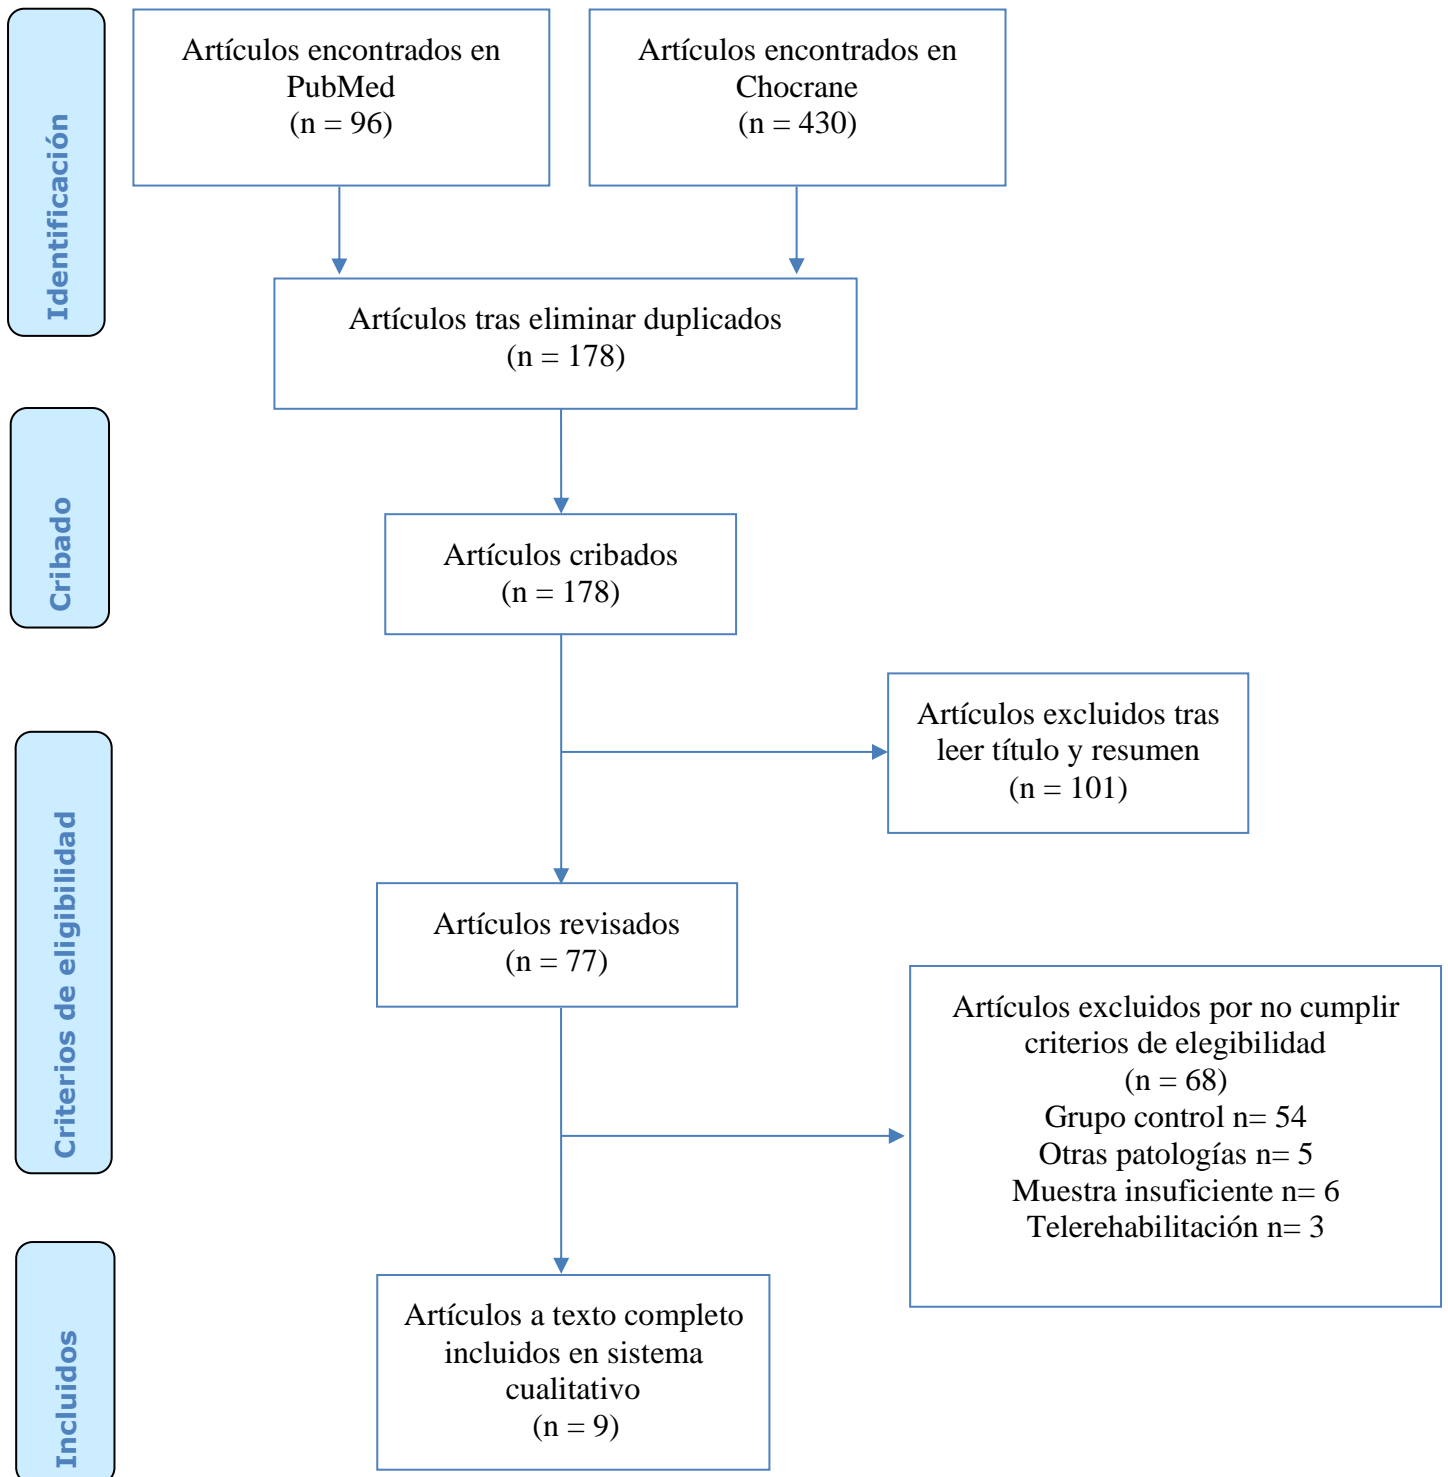 Identificación
Artículos encontrados en
PubMed
(n = 96)
Artículos encontrados en
Chocrane
(n = 430)
Artículos tras eliminar duplicados
(n = 178)
Cribado
Artículos cribados
(n = 178)
Criterios de eligibilidad
Artículos excluidos tras
leer título y resumen
(n = 101)
Artículos revisados
(n = 77)
Artículos excluidos por no cumplir
criterios de elegibilidad
(n = 68)
Grupo control n= 54
Otras patologías n= 5
Muestra insuficiente n= 6
Telerehabilitación n= 3
Incluidos
Artículos a texto completo
incluidos en sistema
cualitativo
(n = 9)